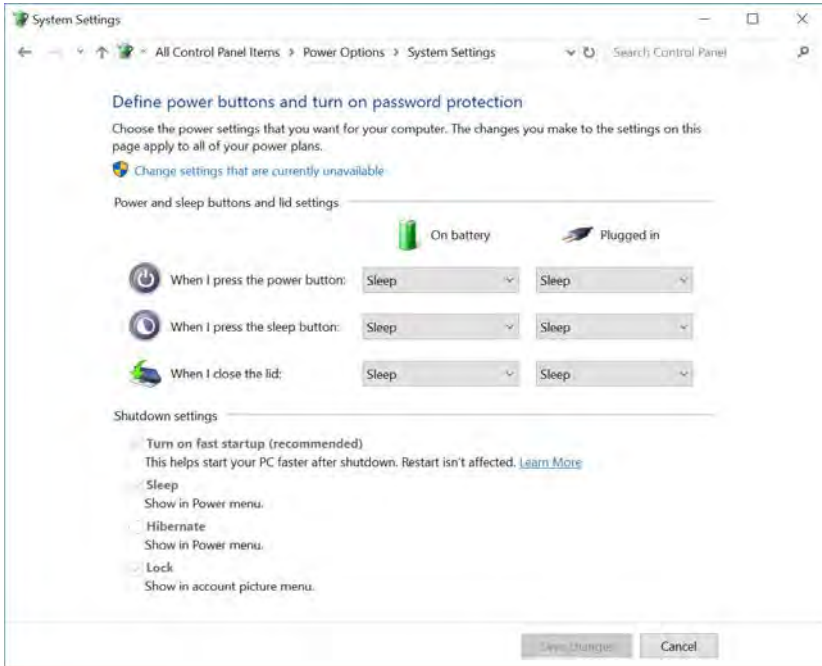 System Settings
All Control Panel Items > Power Options > System Settings
Search Control Panel
Define power buttons and turn on password protection
Choose the power settings that you want for your computer. The changes you make to the settings on this
page apply to all of your power plans.
Change settings that are currently unavailable
Power and sleep buttons and lid settings
On battery Plugged in
When I press the power button: Sleep Sleep
When I press the sleep button: Sleep Sleep
When I close the lid: Sleep Sleep
Shutdown settings
Turn on fast startup (recommended)
This helps start your PC faster after shutdown. Restart isn't affected. Learn More
Sleep
Show in Power menu.
Hibernate
Show in Power menu.
Lock
Show in account picture menu.
Save changes Cancel